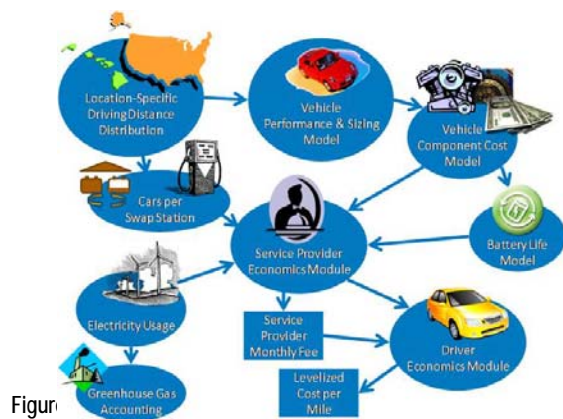 Location-Specific
Driving Distance
Distribution
Vehicle
Performance & Sizing
Model
Vehicle
Component Cost
Model
Cars per
Swap Station
Service Provider
Economics Module
Battery Life
Model
Electricity Usage
Service
Provider
Monthly Fee
Driver
Economics Module
Levelized
Cost per
Mile
Greenhouse Gas
Accounting